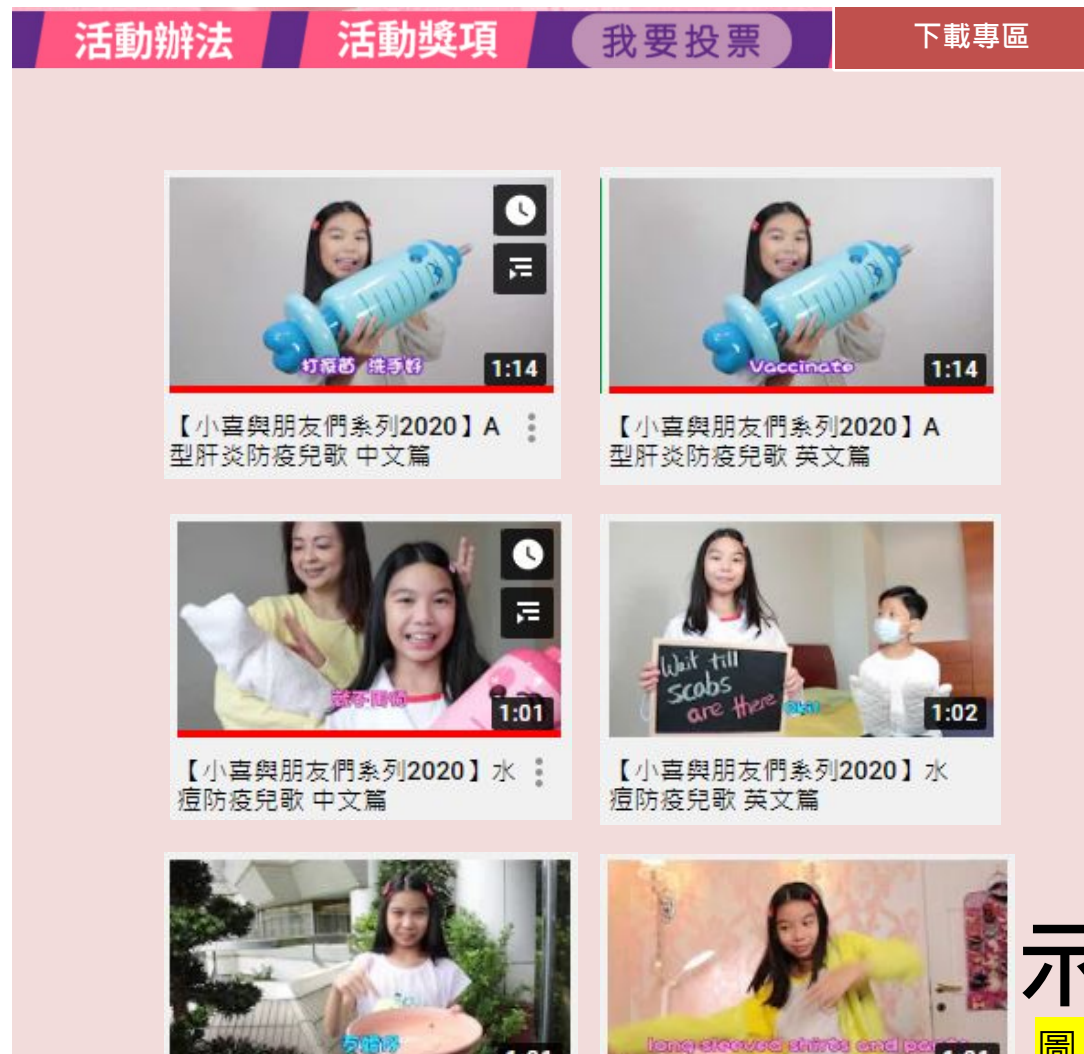 活動辦法 活動獎項 我要投票 下載專區
打疫苗 洗手好
1:14
Vaccinate
1:14
【小喜與朋友們系列2020】A
型肝炎防疫兒歌 中文篇
【小喜與朋友們系列2020】A
型肝炎防疫兒歌 英文篇
1:01
Wait till
scabs
are there
1:02
【小喜與朋友們系列2020】水
痘防疫兒歌 中文篇
【小喜與朋友們系列2020】水
痘防疫兒歌 英文篇
long-sleeved shirts and pants
示
圖